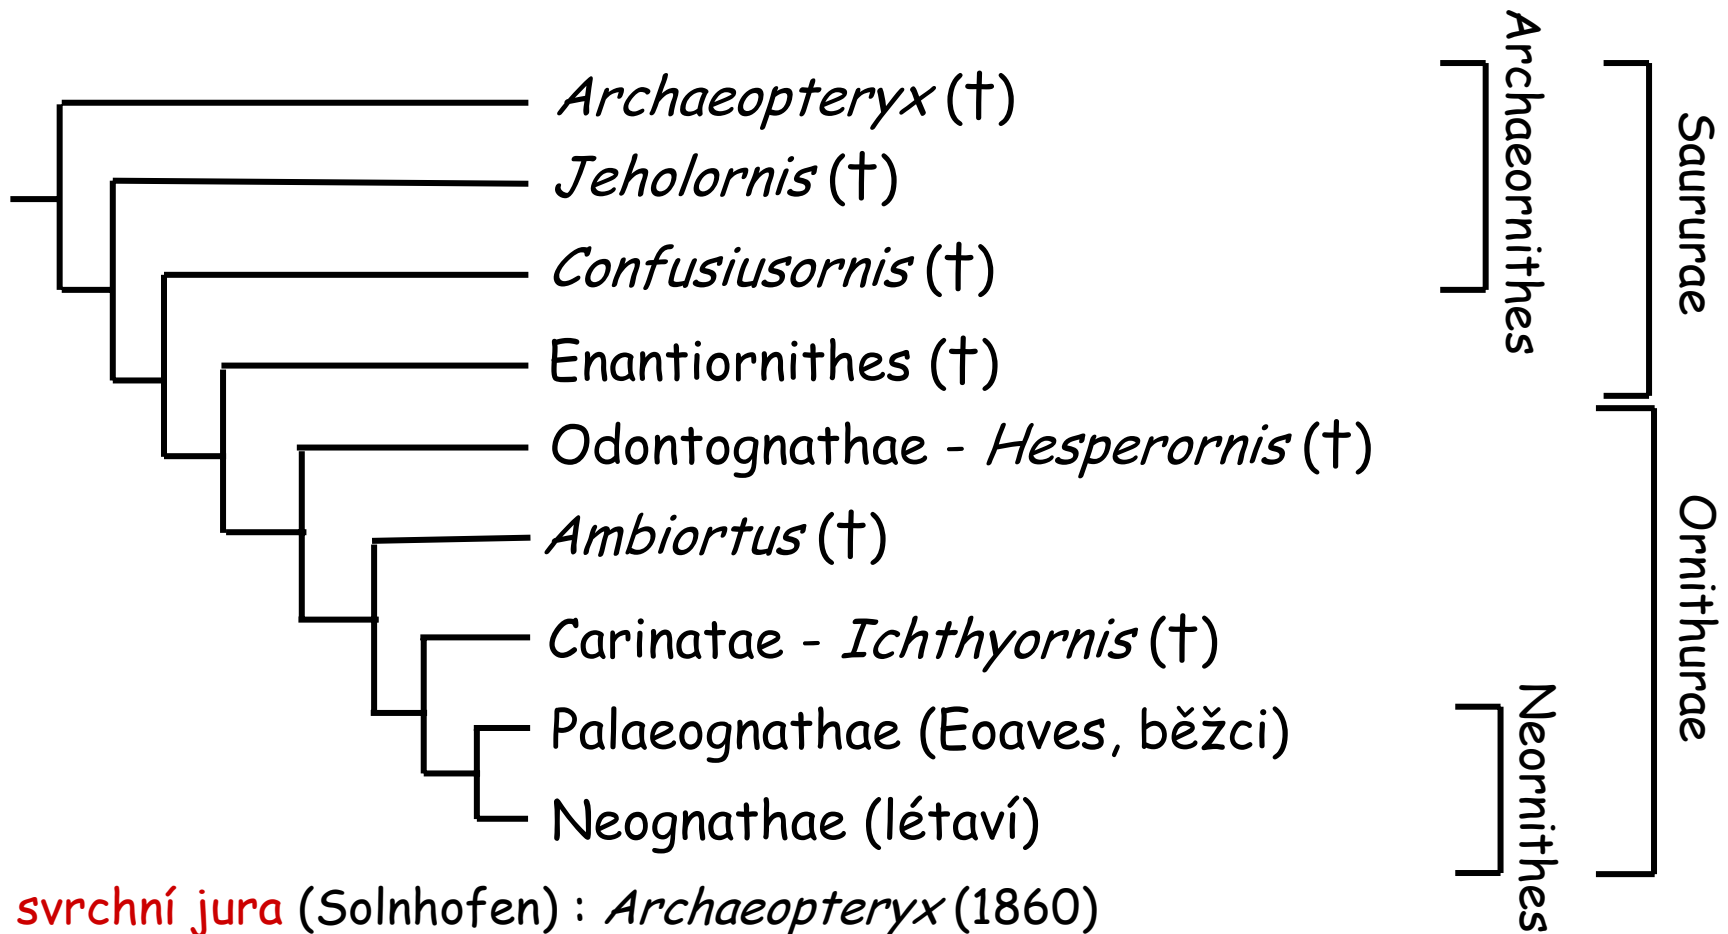 Archaeopteryx (†)
Jeholornis (†)
Confusiusornis (†)
Enantiornithes (†)
Odontognathae - Hesperornis (†)
Ambiortus (†)
Carinatae - Ichthyornis (†)
Palaeognathae (Eoaves, běžci)
Neognathae (létaví)
Archaeornithes
Saururae
Ornithurae
Neornithes
svrchní jura (Solnhofen) : Archaeopteryx (1860)